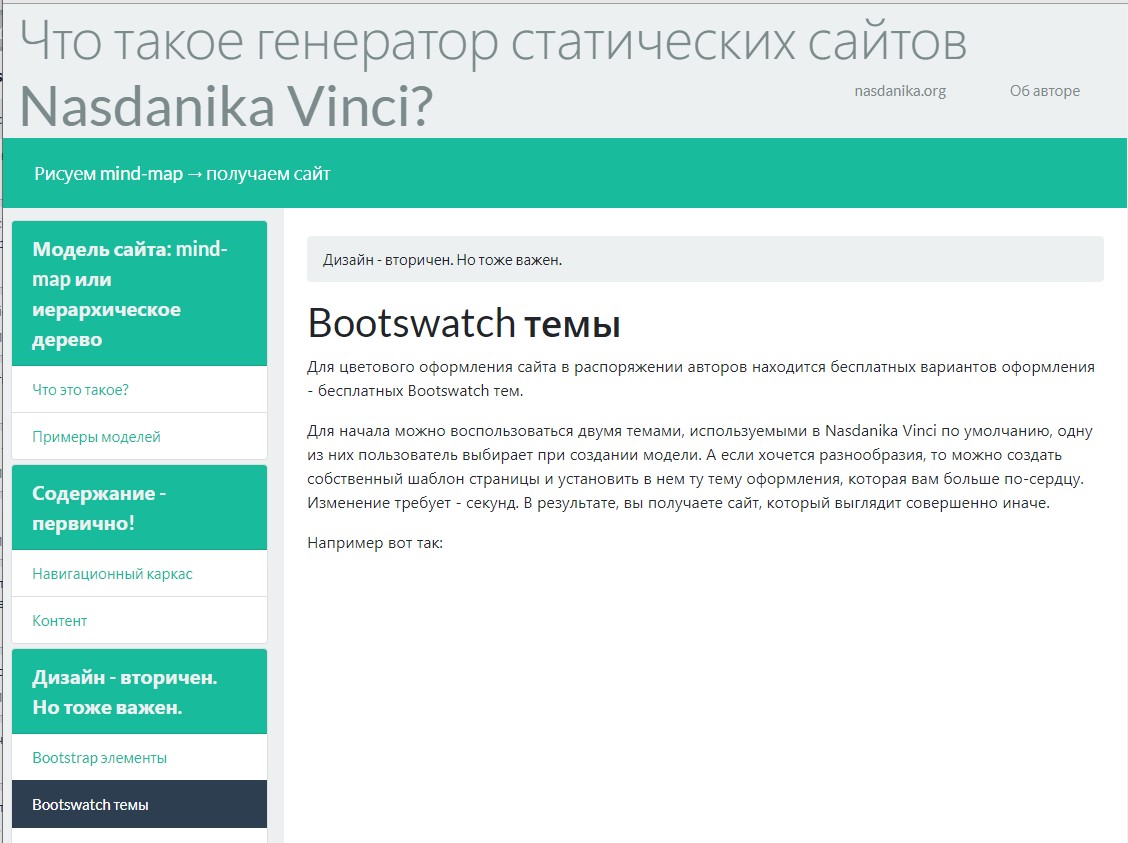 Что такое генератор статических сайтов
Nasdanika Vinci?
nasdanika.org
Об авторе
Рисуем mind-map → получаем сайт
Модель сайта: mind-
map или
иерархическое
дерево
Что это такое?
Примеры моделей
Содержание -
первично!
Навигационный каркас
Контент
Дизайн - вторичен.
Но тоже важен.
Bootstrap элементы
Bootswatch темы
Дизайн - вторичен. Но тоже важен.
Bootswatch темы
Для цветового оформления сайта в распоряжении авторов находится бесплатных вариантов оформления
- бесплатных Bootswatch тем.
Для начала можно воспользоваться двумя темами, используемыми в Nasdanika Vinci по умолчанию, одну
из них пользователь выбирает при создании модели. А если хочется разнообразия, то можно создать
собственный шаблон страницы и установить в нем ту тему оформления, которая вам больше по-сердцу.
Изменение требует - секунд. В результате, вы получаете сайт, который выглядит совершенно иначе.
Например вот так: